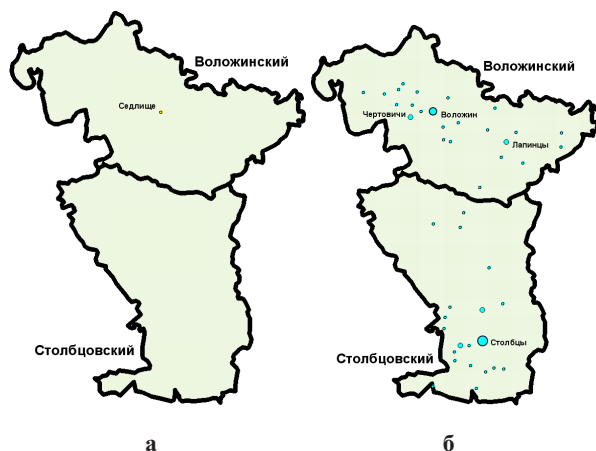 Воложинский
Седлище
Столбцовский
а
Воложинский
Чертовичи
Воложин
Лапинцы
Столбцы
Столбцовский
б